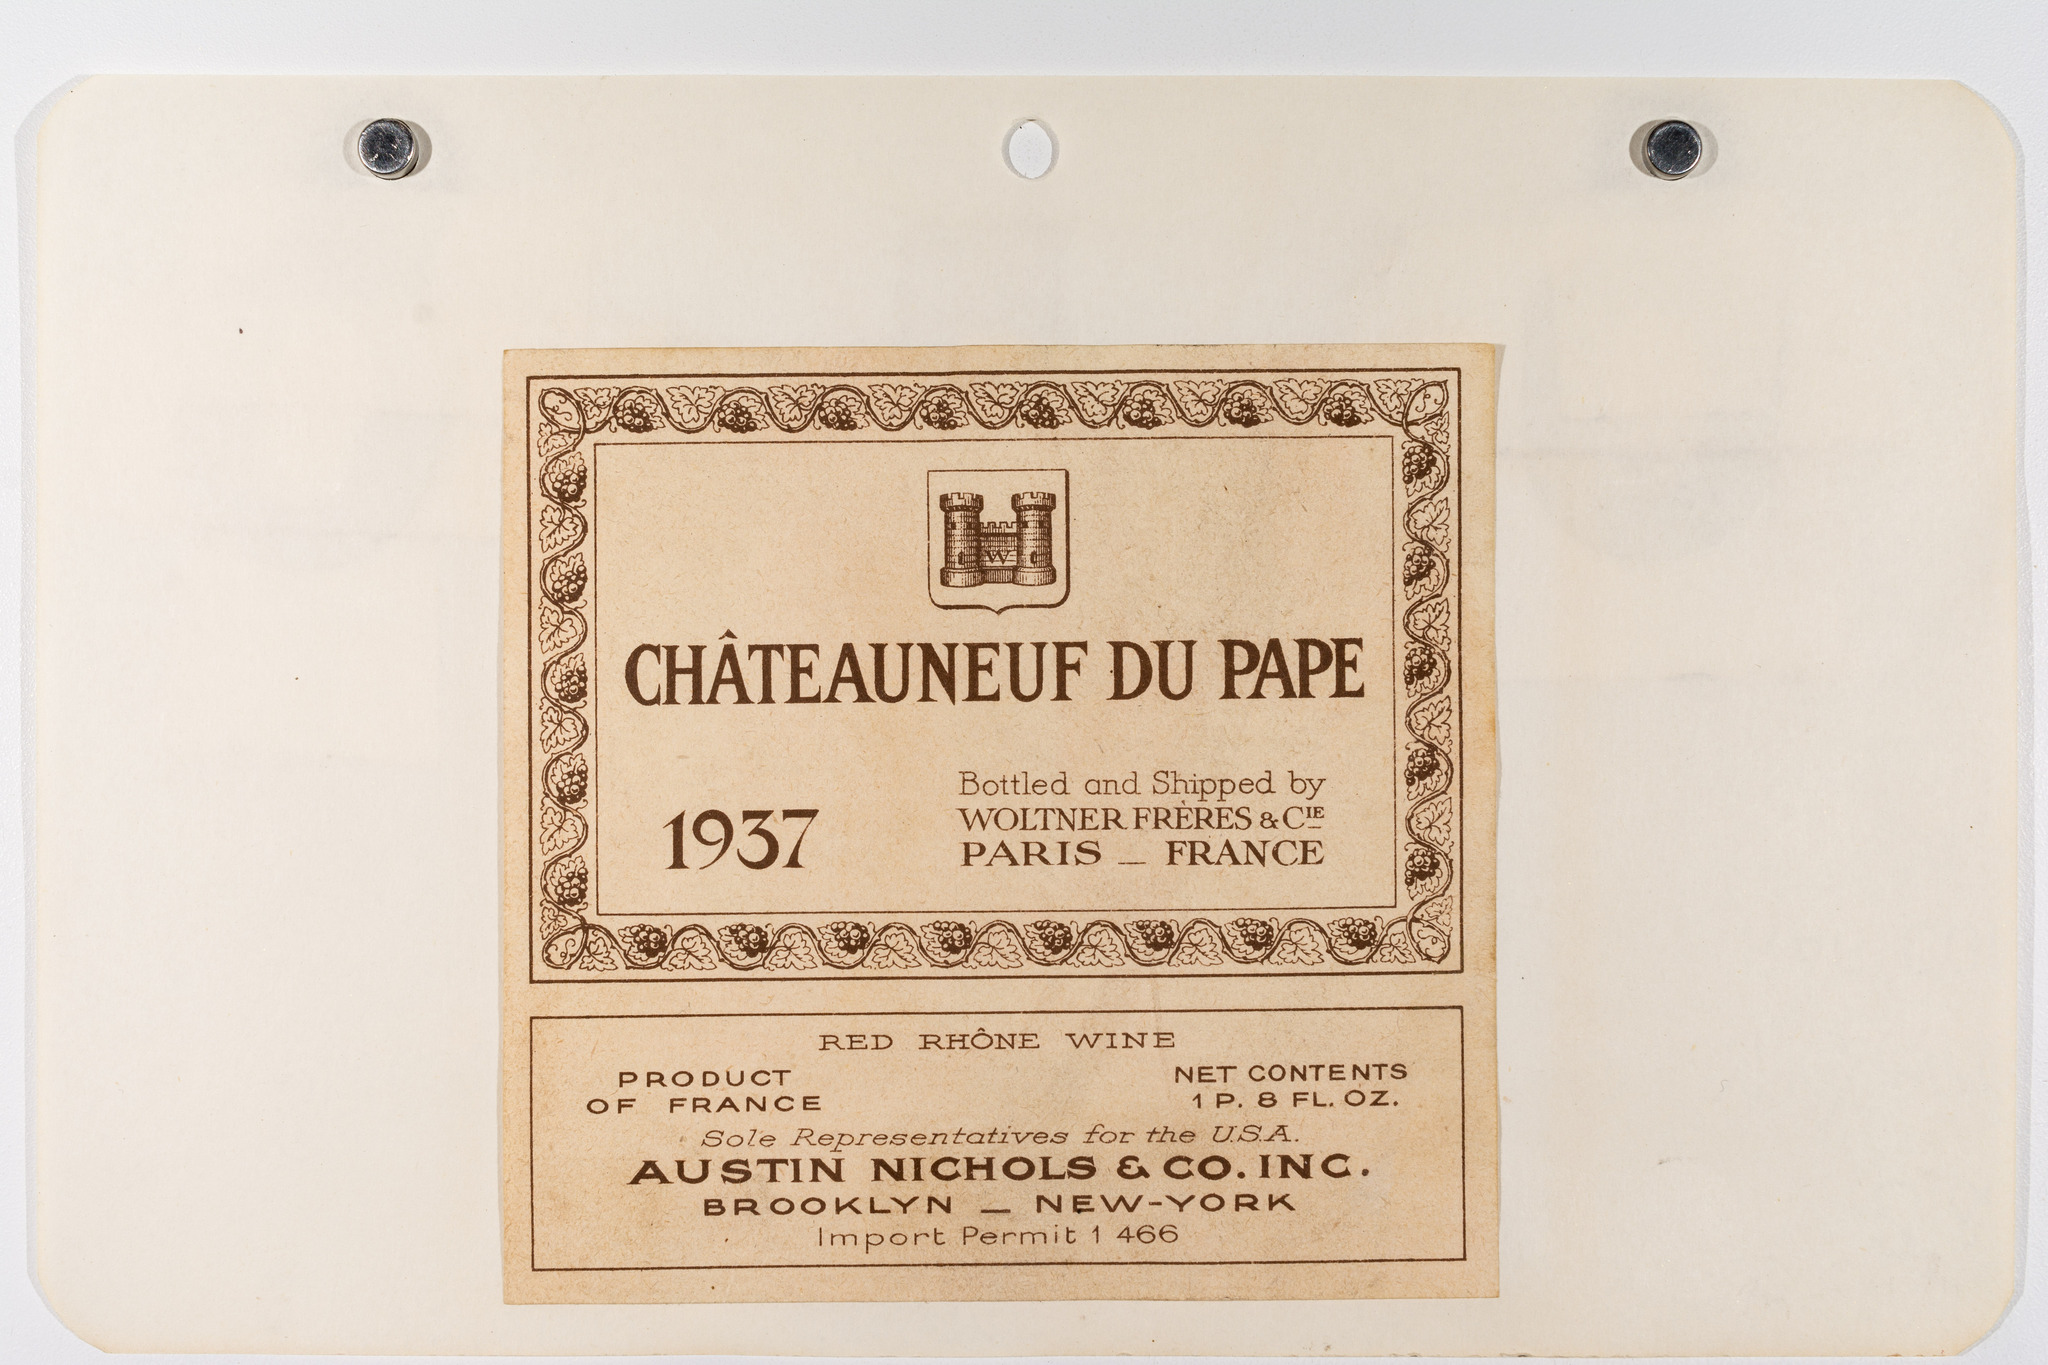 W
CHÂTEAUNEUF DU PAPE
1937
Bottled and Shipped by
WOLTNER FRÈRES & CIE
PARIS _ FRANCE
RED RHÔNE WINE
PRODUCT
OF FRANCE
NET CONTENTS
1 P. 8 FL. OZ.
Sole Representatives for the U.S.A.
AUSTIN NICHOLS & CO. INC.
BROOKLYN _ NEW-YORK
Import Permit 1 466